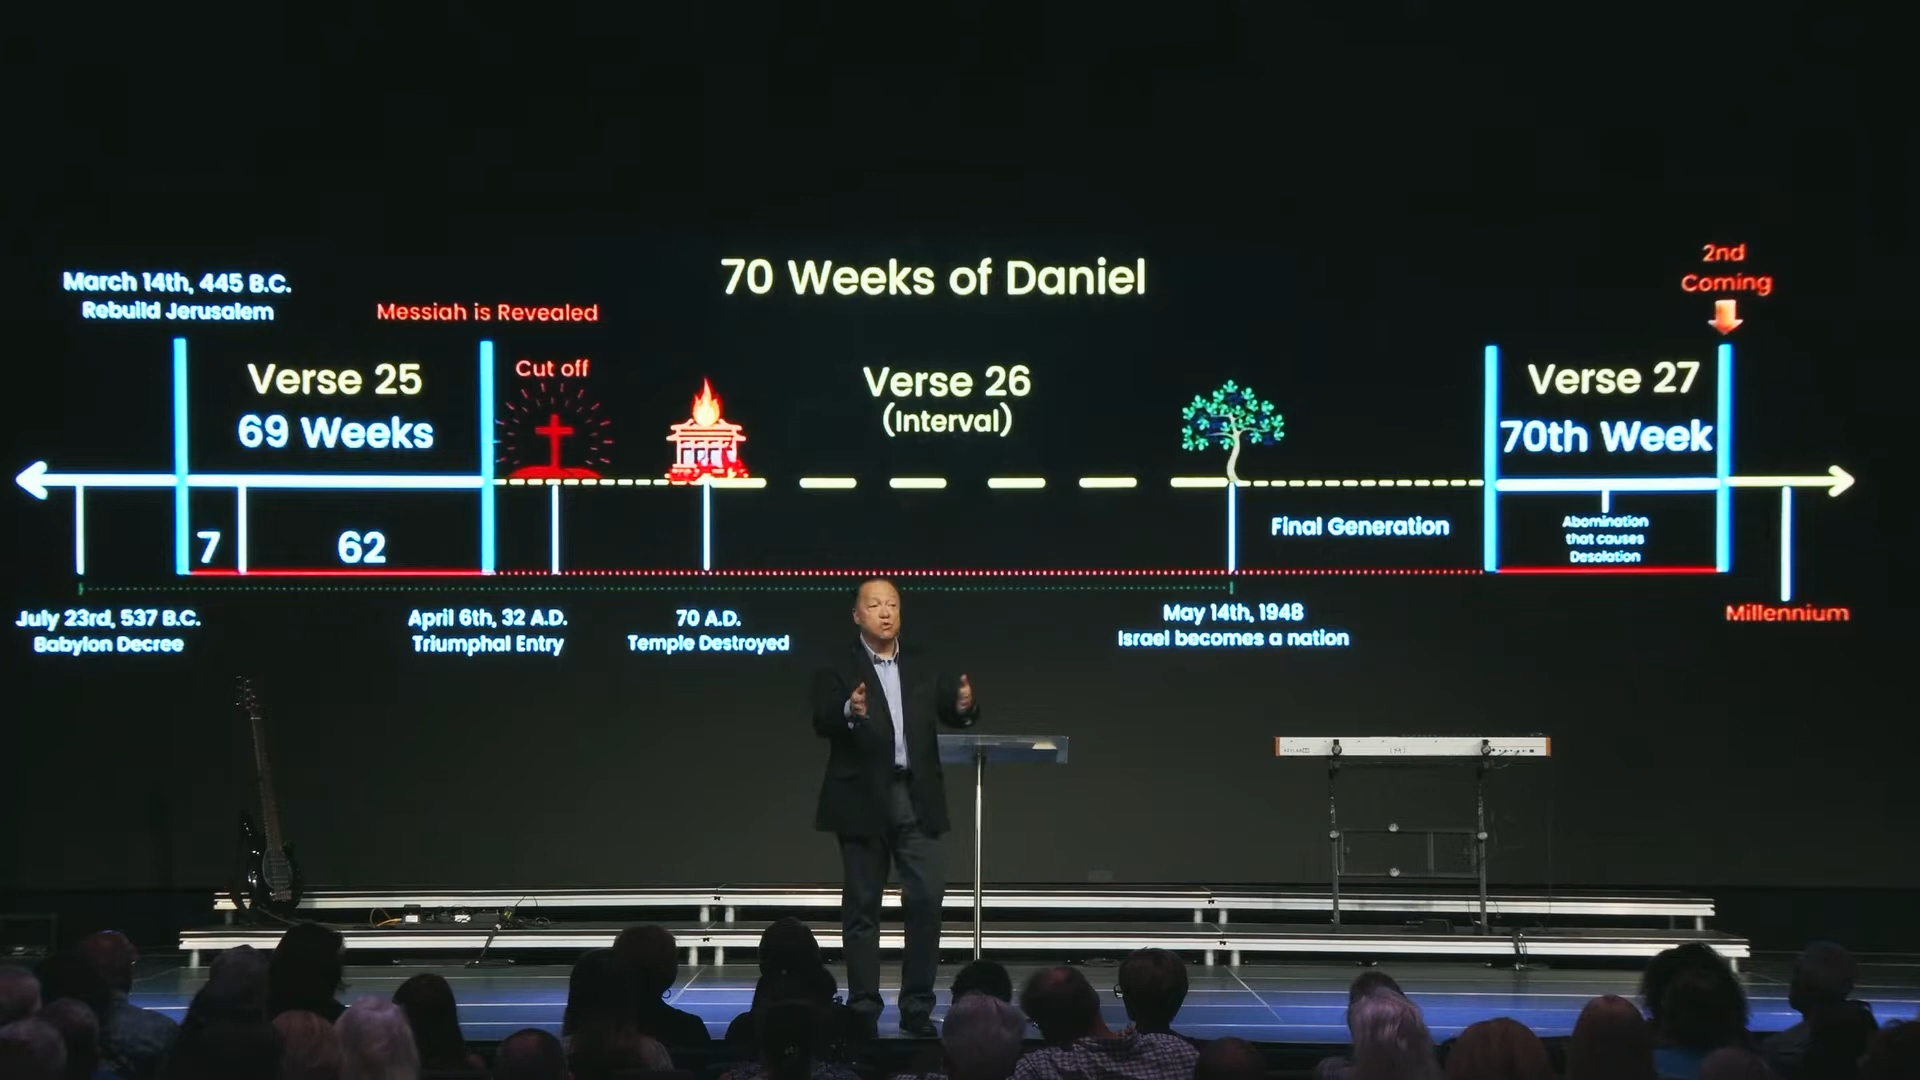 70 Weeks of Daniel
March 14th, 445 B.C.
Rebuild Jerusalem
Messiah is Revealed
2nd
Coming
Verse 25
69 Weeks
Cut off
Verse 26
(Interval)
Verse 27
70th Week
7
62
Final Generation
Abomination
that causes
Desolation
July 23rd, 537 B.C.
Babylon Decree
April 6th, 32 A.D.
Triumphal Entry
70 A.D.
Temple Destroyed
May 14th, 1948
Israel becomes a nation
Millennium